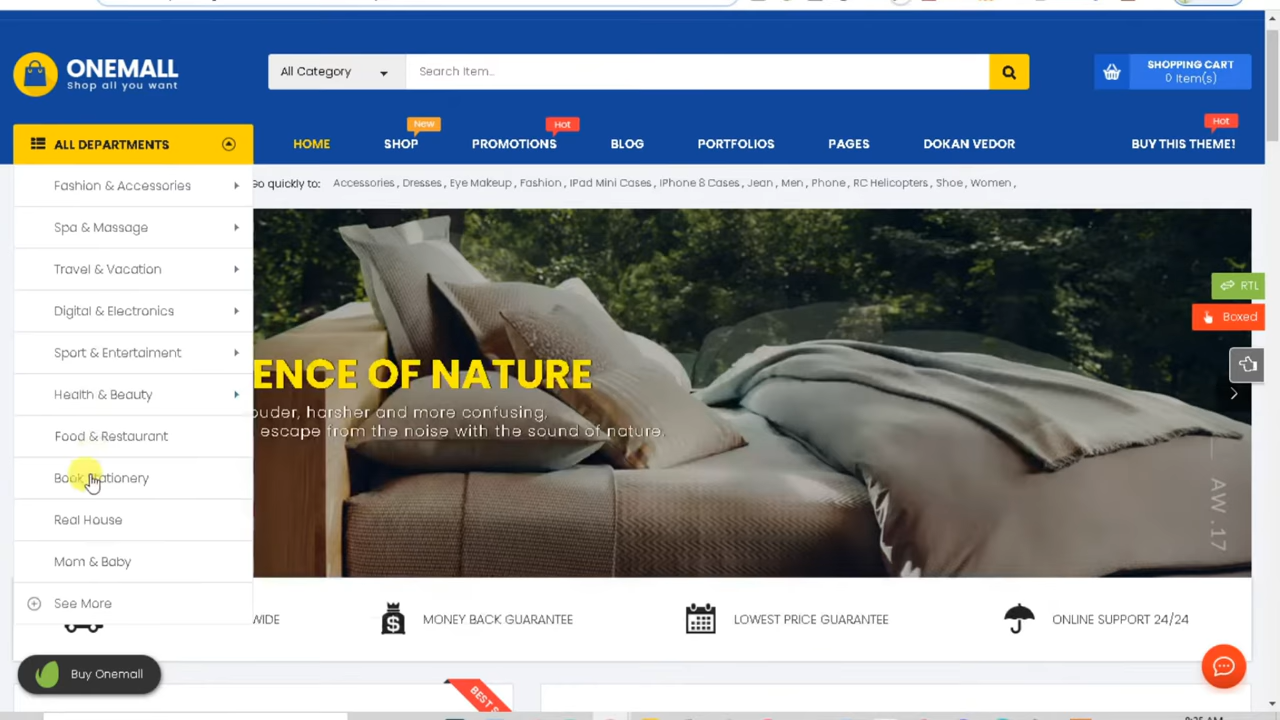 ONEMALL
Shop all you want
All Category
Search Item...
SHOPPING CART
0 Item(s)
ALL DEPARTMENTS
New
Hot
Hot
HOME
SHOP
PROMOTIONS
BLOG
PORTFOLIOS
PAGES
DOKAN VEDOR
BUY THIS THEME!
Go quickly to: Accessories , Dresses , Eye Makeup , Fashion , IPad Mini Cases , iPhone 8 Cases , Jean , Men , Phone , RC Helicopters , Shoe , Women ,
Fashion & Accessories
Spa & Massage
Travel & Vacation
Digital & Electronics
Sport & Entertaiment
Health & Beauty
Food & Restaurant
Book Stationery
Real House
Mom & Baby
See More
ENCE OF NATURE
ouder, harsher and more confusing,
escape from the noise with the sound of nature.
RTL
Boxed
AW .17
WIDE
MONEY BACK GUARANTEE
LOWEST PRICE GUARANTEE
ONLINE SUPPORT 24/24
Buy Onemall
BEST S